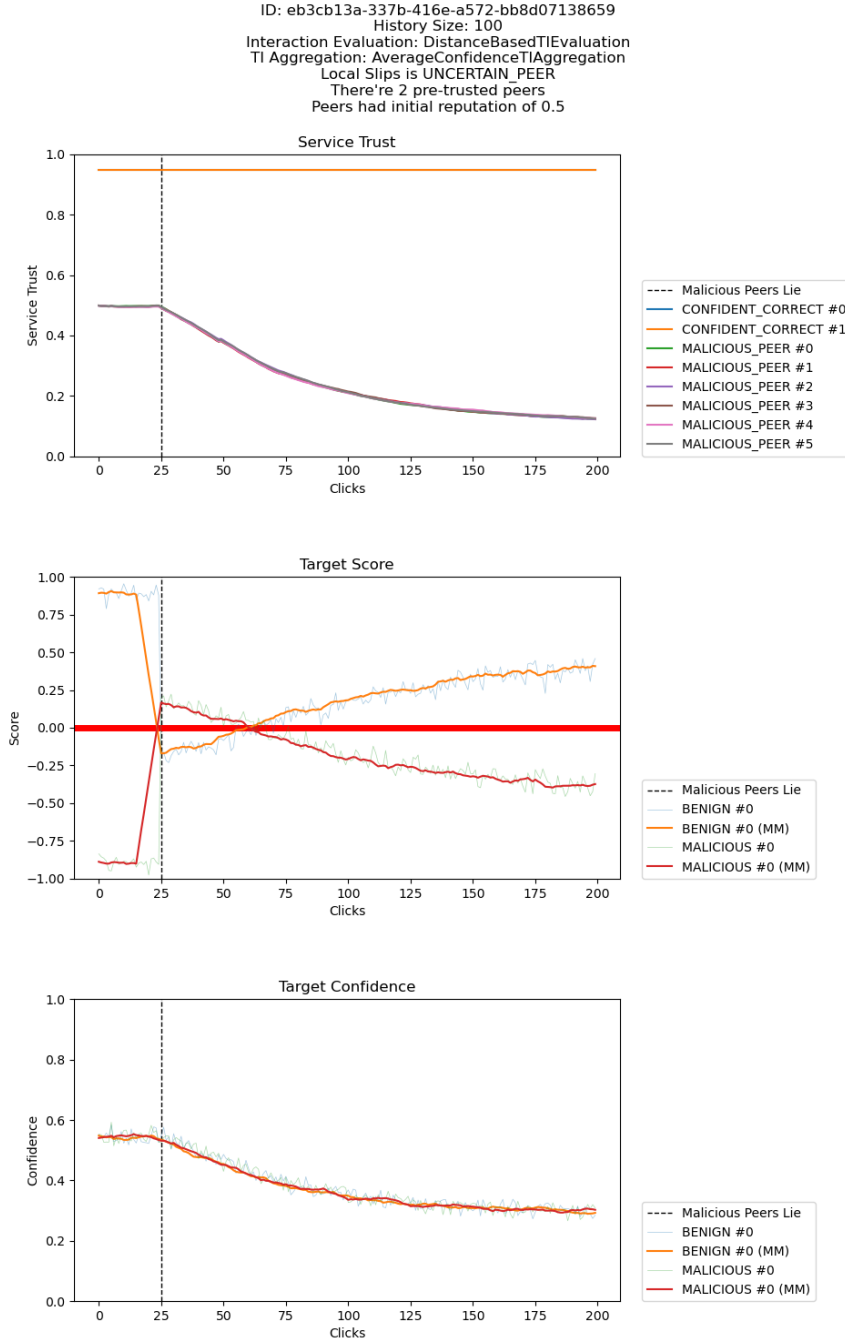 ID: eb3cb13a-337b-416e-a572-bb8d07138659
History Size: 100
Interaction Evaluation: DistanceBasedTIEvaluation
TI Aggregation: AverageConfidenceTIAggregation
Local Slips is UNCERTAIN_PEER
There're 2 pre-trusted peers
Peers had initial reputation of 0.5
Service Trust
1.0
0.8
0.6
0.4
0.2
0.0
Service Trust
0 25 50 75 100 125 150 175 200
Clicks
Malicious Peers Lie
CONFIDENT_CORRECT #0
CONFIDENT_CORRECT #1
MALICIOUS_PEER #0
MALICIOUS_PEER #1
MALICIOUS_PEER #2
MALICIOUS_PEER #3
MALICIOUS_PEER #4
MALICIOUS_PEER #5
Target Score
1.00
0.75
0.50
0.25
0.00
−0.25
−0.50
−0.75
−1.00
Score
0 25 50 75 100 125 150 175 200
Clicks
Malicious Peers Lie
BENIGN #0
BENIGN #0 (MM)
MALICIOUS #0
MALICIOUS #0 (MM)
Target Confidence
1.0
0.8
0.6
0.4
0.2
0.0
Confidence
0 25 50 75 100 125 150 175 200
Clicks
Malicious Peers Lie
BENIGN #0
BENIGN #0 (MM)
MALICIOUS #0
MALICIOUS #0 (MM)